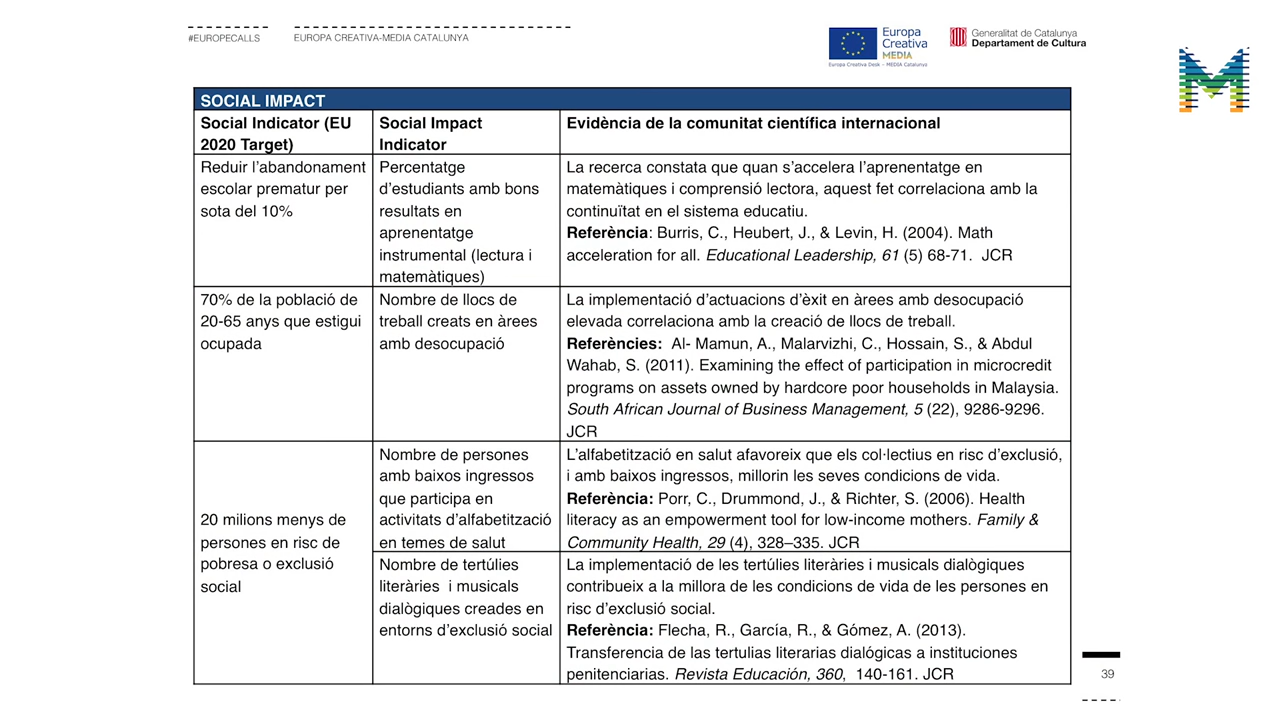 #EUROPECALLS
EUROPA CREATIVA-MEDIA CATALUNYA
Europa
Creativa
MEDIA
Europa Creativa Desk – MEDIA Catalunya
Generalitat de Catalunya
Departament de Cultura
M
SOCIAL IMPACT
Social Indicator (EU
2020 Target)
Social Impact
Indicator
Evidència de la comunitat científica internacional
Reduir l’abandonament
escolar prematur per
sota del 10%
Percentatge
d’estudiants amb bons
resultats en
aprenentatge
instrumental (lectura i
matemàtiques)
La recerca constata que quan s’accelera l’aprenentatge en
matemàtiques i comprensió lectora, aquest fet correlaciona amb la
continuïtat en el sistema educatiu.
Referència: Burris, C., Heubert, J., & Levin, H. (2004). Math
acceleration for all. Educational Leadership, 61 (5) 68-71.  JCR
70% de la població de
20-65 anys que estigui
ocupada
Nombre de llocs de
treball creats en àrees
amb desocupació
La implementació d’actuacions d’èxit en àrees amb desocupació
elevada correlaciona amb la creació de llocs de treball.
Referències:  Al- Mamun, A., Malarvizhi, C., Hossain, S., & Abdul
Wahab, S. (2011). Examining the effect of participation in microcredit
programs on assets owned by hardcore poor households in Malaysia.
South African Journal of Business Management, 5 (22), 9286-9296.
JCR
20 milions menys de
persones en risc de
pobresa o exclusió
social
Nombre de persones
amb baixos ingressos
que participa en
activitats d’alfabetització
en temes de salut
L’alfabetització en salut afavoreix que els col·lectius en risc d’exclusió,
i amb baixos ingressos, millorin les seves condicions de vida.
Referència: Porr, C., Drummond, J., & Richter, S. (2006). Health
literacy as an empowerment tool for low-income mothers. Family &
Community Health, 29 (4), 328–335. JCR
Nombre de tertúlies
literàries  i musicals
dialògiques creades en
entorns d’exclusió social
La implementació de les tertúlies literàries i musicals dialògiques
contribueix a la millora de les condicions de vida de les persones en
risc d’exclusió social.
Referència: Flecha, R., García, R., & Gómez, A. (2013).
Transferencia de las tertulias literarias dialógicas a instituciones
penitenciarias. Revista Educación, 360,  140-161. JCR
39